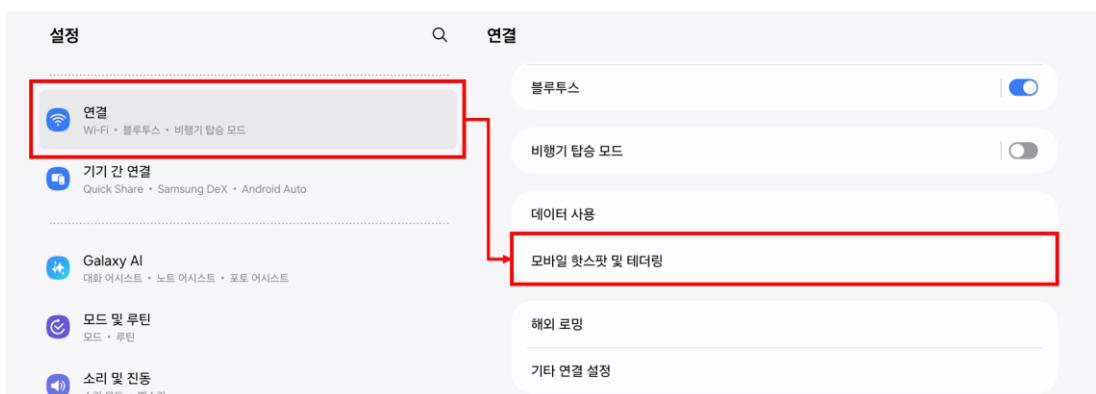 설정
연결
Wi-Fi • 블루투스 • 비행기 탑승 모드
기기 간 연결
Quick Share • Samsung DeX • Android Auto
Galaxy AI
대화 어시스트 • 노트 어시스트 • 포토 어시스트
모드 및 루틴
모드 • 루틴
소리 및 진동
연결
블루투스
비행기 탑승 모드
데이터 사용
모바일 핫스팟 및 테더링
해외 로밍
기타 연결 설정